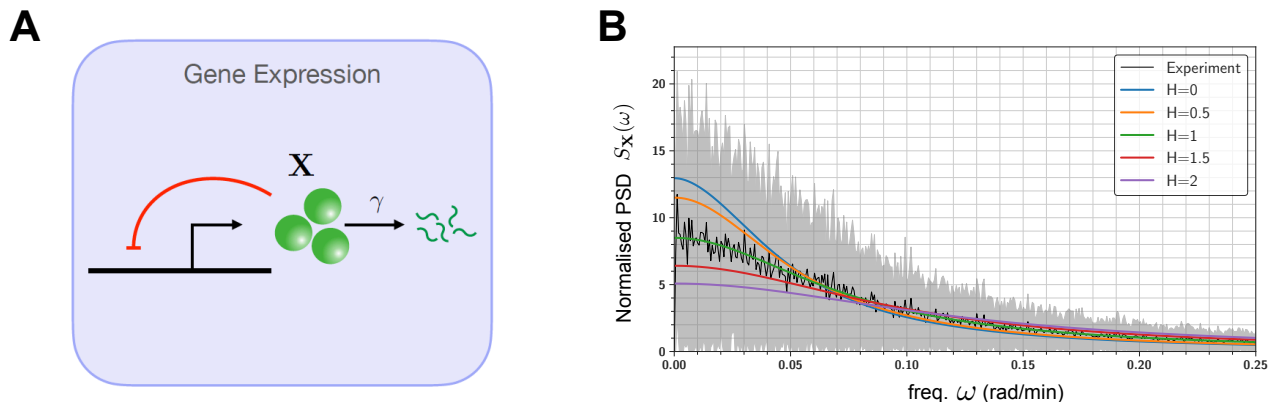 A
Gene Expression
X
γ
B
Normalised PSD S_X(ω)
20
15
10
5
0
0.00 0.05 0.10 0.15 0.20 0.25
freq. ω (rad/min)
Experiment
H=0
H=0.5
H=1
H=1.5
H=2